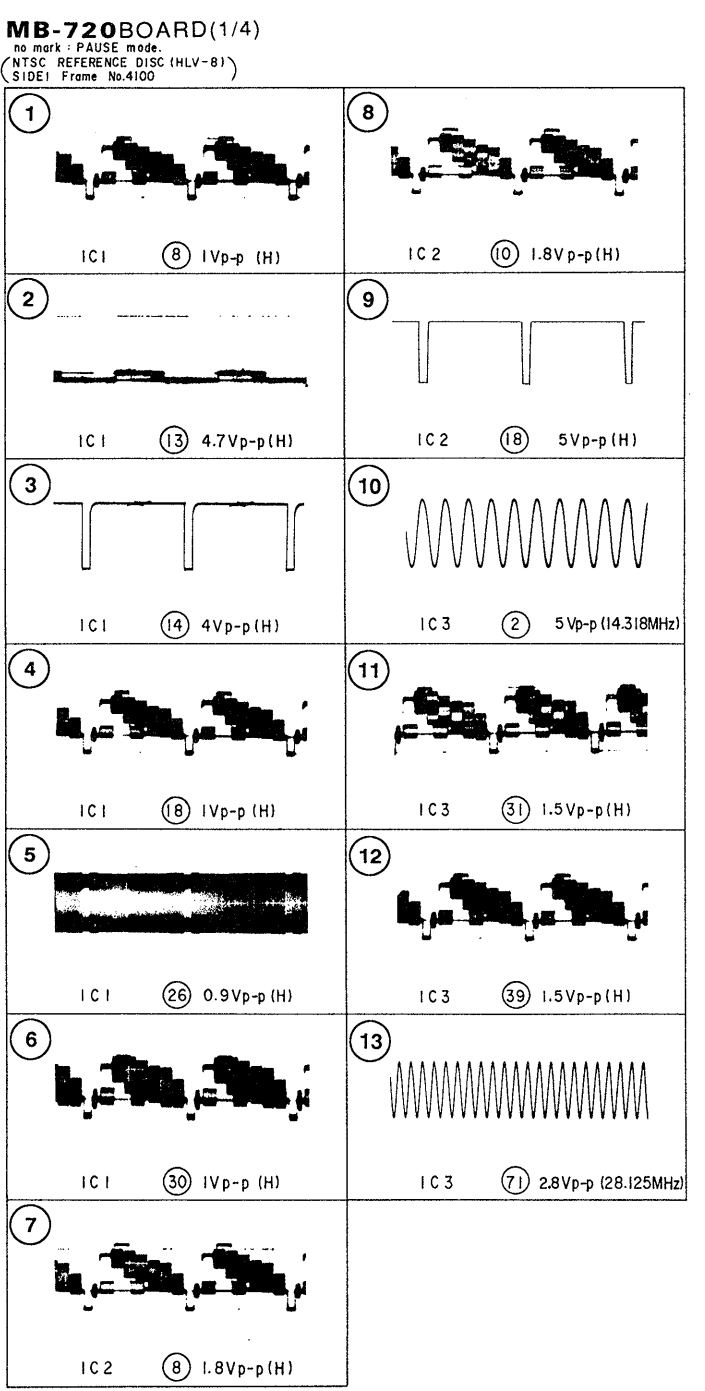 MB-720BOARD(1/4)
no mark : PAUSE mode.
(NTSC REFERENCE DISC (HLV-8))
(SIDE1 Frame No.4100)
1
IC1 (8) 1Vp-p (H)
2
IC1 (13) 4.7Vp-p(H)
3
IC1 (14) 4Vp-p(H)
4
IC1 (18) 1Vp-p (H)
5
IC1 (26) 0.9Vp-p(H)
6
IC1 (30) 1Vp-p (H)
7
IC2 (8) 1.8Vp-p(H)
8
IC2 (10) 1.8Vp-p(H)
9
IC2 (18) 5Vp-p(H)
10
IC3 (2) 5Vp-p(14.318MHz)
11
IC3 (31) 1.5Vp-p(H)
12
IC3 (39) 1.5Vp-p(H)
13
IC3 (71) 2.8Vp-p (28.125MHz)